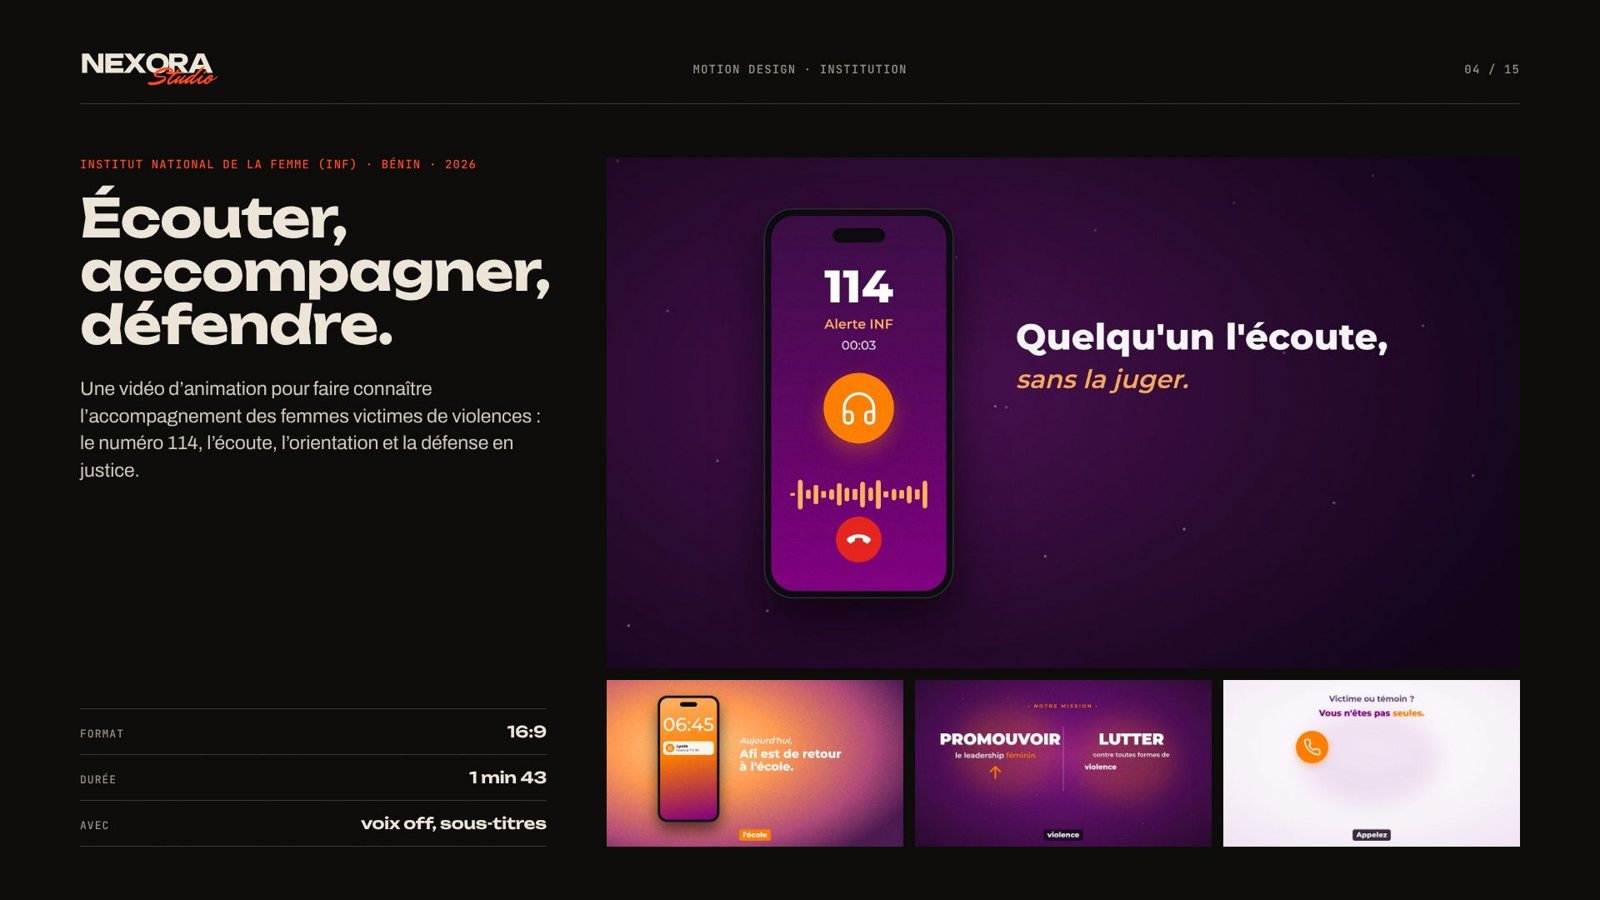 NEXORA
Studio
MOTION DESIGN · INSTITUTION
04 / 15
INSTITUT NATIONAL DE LA FEMME (INF) · BÉNIN · 2026
Écouter,
accompagner,
défendre.
Une vidéo d’animation pour faire connaître
l’accompagnement des femmes victimes de violences :
le numéro 114, l’écoute, l’orientation et la défense en
justice.
FORMAT
16:9
DURÉE
1 min 43
AVEC
voix off, sous-titres
114
Alerte INF
00:03
Quelqu'un l'écoute,
sans la juger.
06:45
Lycée
Aujourd'hui,
Afi est de retour
à l'école.
l'école
· NOTRE MISSION ·
PROMOUVOIR
le leadership féminin
LUTTER
contre toutes formes de
violence
violence
Victime ou témoin ?
Vous n'êtes pas seules.
Appelez